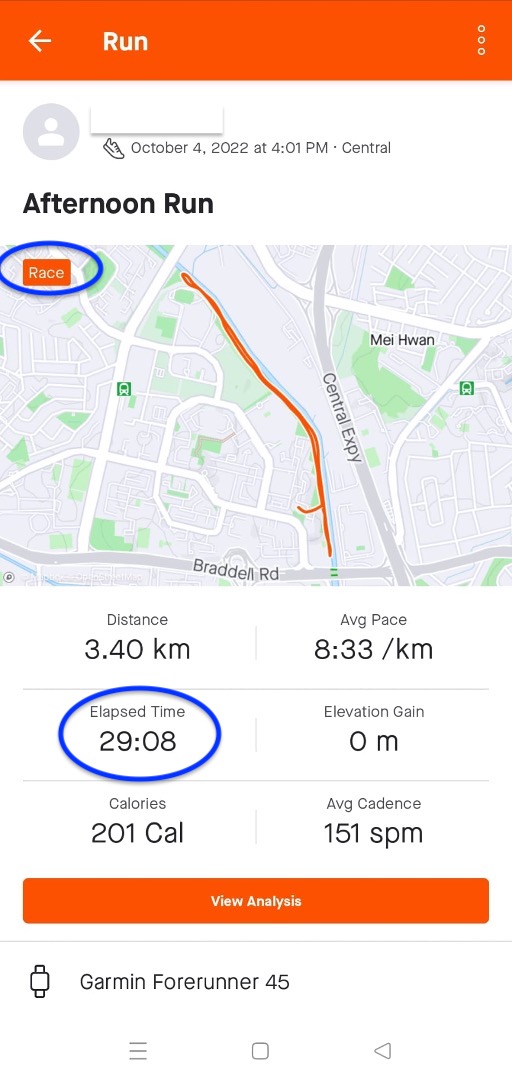 Run
October 4, 2022 at 4:01 PM · Central
Afternoon Run
Race
Mei Hwan
Central Expy
Braddell Rd
Distance
Avg Pace
3.40 km
8:33 /km
Elapsed Time
Elevation Gain
29:08
0 m
Calories
Avg Cadence
201 Cal
151 spm
View Analysis
Garmin Forerunner 45